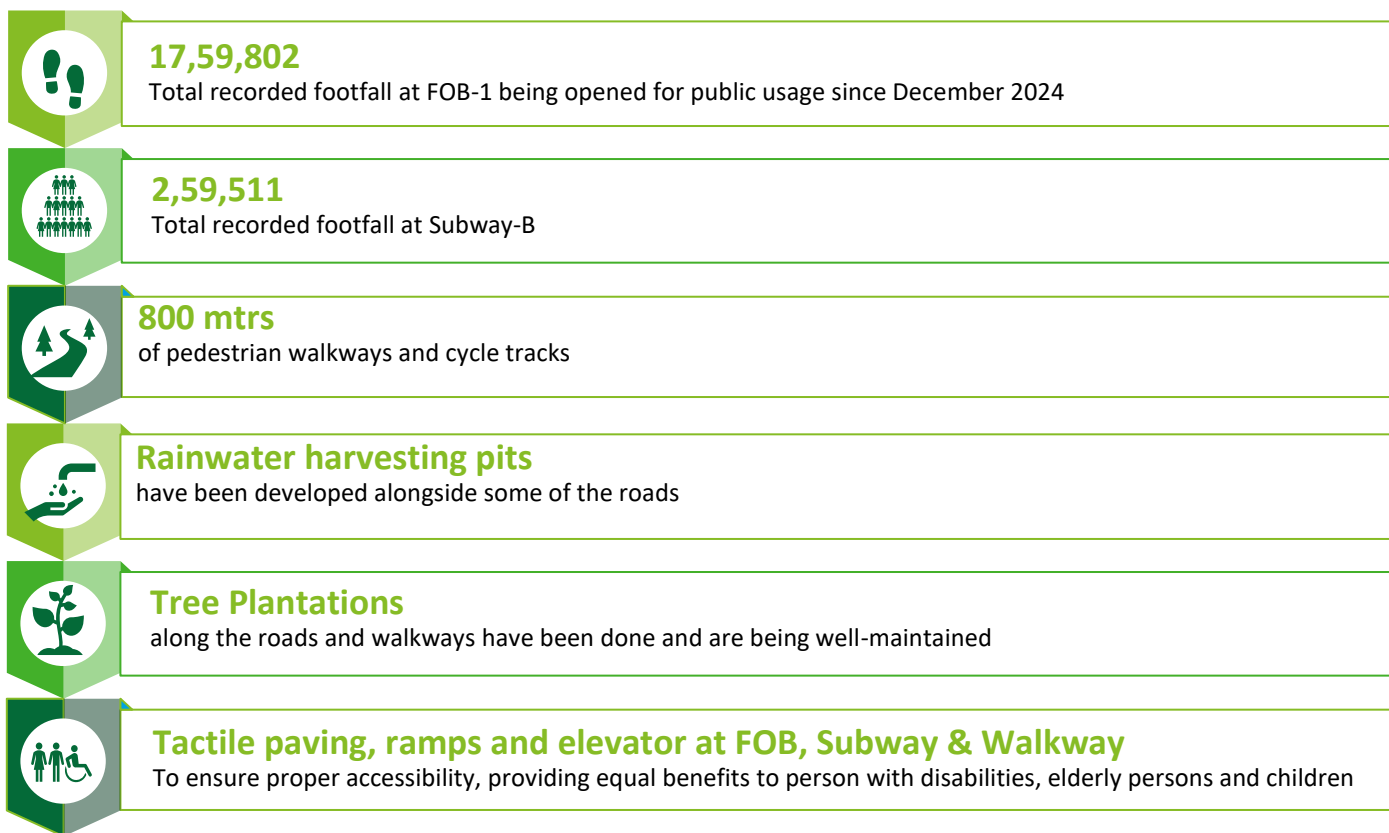 17,59,802
Total recorded footfall at FOB-1 being opened for public usage since December 2024
2,59,511
Total recorded footfall at Subway-B
800 mtrs
of pedestrian walkways and cycle tracks
Rainwater harvesting pits
have been developed alongside some of the roads
Tree Plantations
along the roads and walkways have been done and are being well-maintained
Tactile paving, ramps and elevator at FOB, Subway & Walkway
To ensure proper accessibility, providing equal benefits to person with disabilities, elderly persons and children